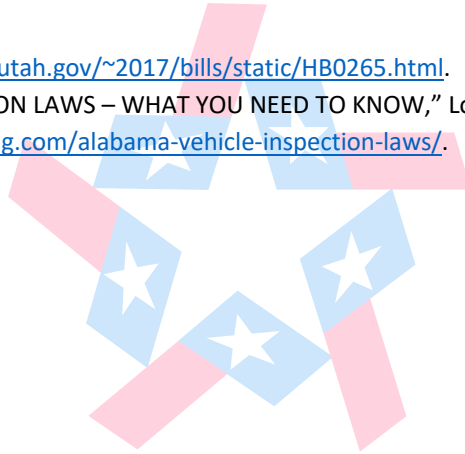 utah.gov/~2017/bills/static/HB0265.html.
ON LAWS – WHAT YOU NEED TO KNOW,” Lo
g.com/alabama-vehicle-inspection-laws/.